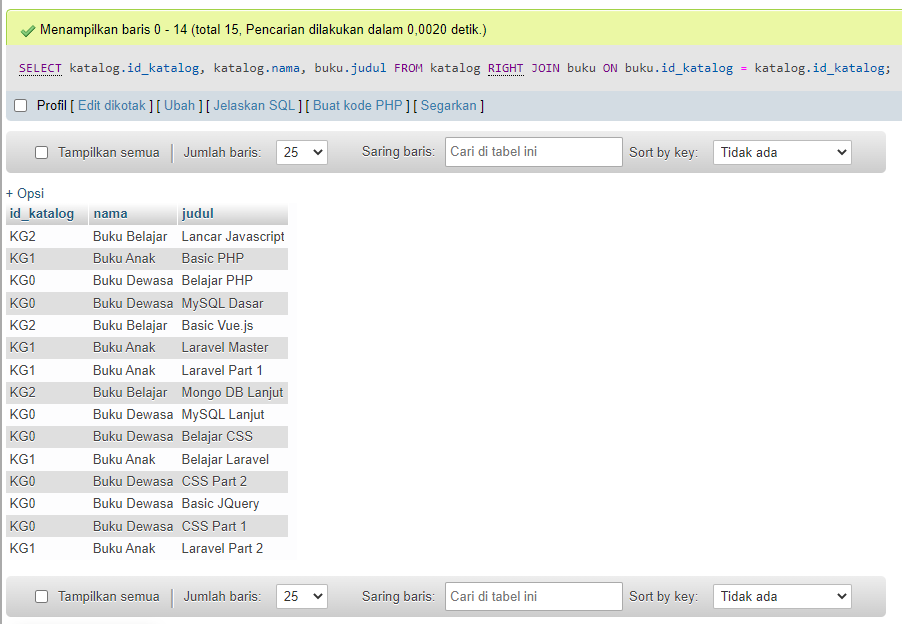 Menampilkan baris 0 - 14 (total 15, Pencarian dilakukan dalam 0,0020 detik.)
SELECT katalog.id_katalog, katalog.nama, buku.judul FROM katalog RIGHT JOIN buku ON buku.id_katalog = katalog.id_katalog;
Profil [ Edit dikotak ] [ Ubah ] [ Jelaskan SQL ] [ Buat kode PHP ] [ Segarkan ]
Tampilkan semua | Jumlah baris: 25 Saring baris: Cari di tabel ini Sort by key: Tidak ada
+ Opsi
id_katalog nama judul
KG2 Buku Belajar Lancar Javascript
KG1 Buku Anak Basic PHP
KG0 Buku Dewasa Belajar PHP
KG0 Buku Dewasa MySQL Dasar
KG2 Buku Belajar Basic Vue.js
KG1 Buku Anak Laravel Master
KG1 Buku Anak Laravel Part 1
KG2 Buku Belajar Mongo DB Lanjut
KG0 Buku Dewasa MySQL Lanjut
KG0 Buku Dewasa Belajar CSS
KG1 Buku Anak Belajar Laravel
KG0 Buku Dewasa CSS Part 2
KG0 Buku Dewasa Basic JQuery
KG0 Buku Dewasa CSS Part 1
KG1 Buku Anak Laravel Part 2
Tampilkan semua | Jumlah baris: 25 Saring baris: Cari di tabel ini Sort by key: Tidak ada